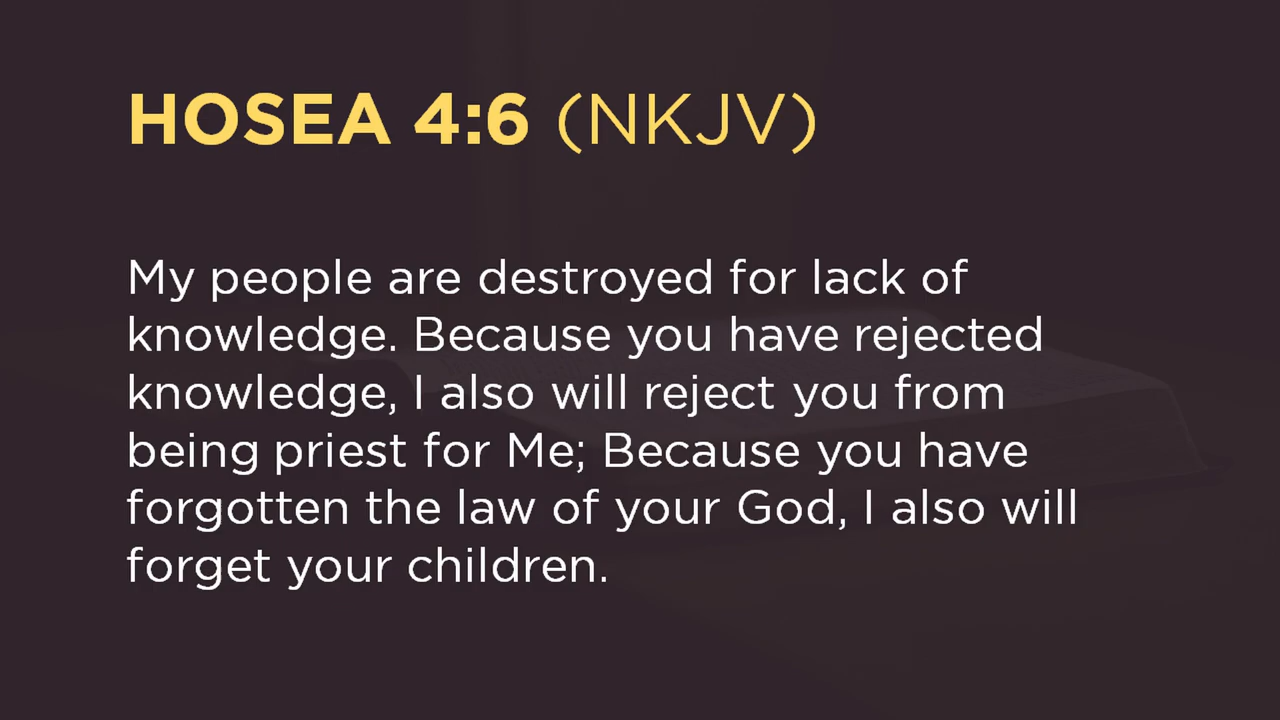 HOSEA 4:6 (NKJV)
My people are destroyed for lack of
knowledge. Because you have rejected
knowledge, I also will reject you from
being priest for Me; Because you have
forgotten the law of your God, I also will
forget your children.